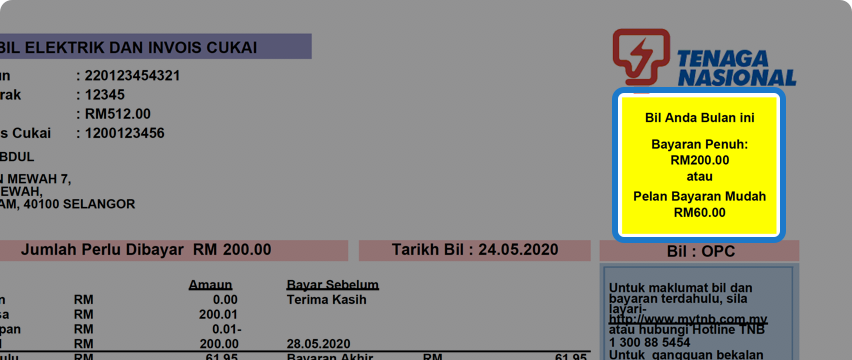 BIL ELEKTRIK DAN INVOIS CUKAI
TENAGA
NASIONAL
: 220123454321
: 12345
: RM512.00
s Cukai : 1200123456
Bil Anda Bulan ini
Bayaran Penuh:
RM200.00
atau
Pelan Bayaran Mudah
RM60.00
BDUL
N MEWAH 7,
EWAH,
AM, 40100 SELANGOR
Jumlah Perlu Dibayar RM 200.00
Tarikh Bil : 24.05.2020
Bil : OPC
Amaun Bayar Sebelum
RM 0.00 Terima Kasih
RM 200.01
RM 0.01-
RM 200.00 28.05.2020
61.95 Bayaran Akhir RM 61.95
Untuk maklumat bil dan
bayaran terdahulu, sila
layari-
http://www.mytnb.com.my
atau hubungi Hotline TNB
1 300 88 5454
Untuk gangguan bekalan